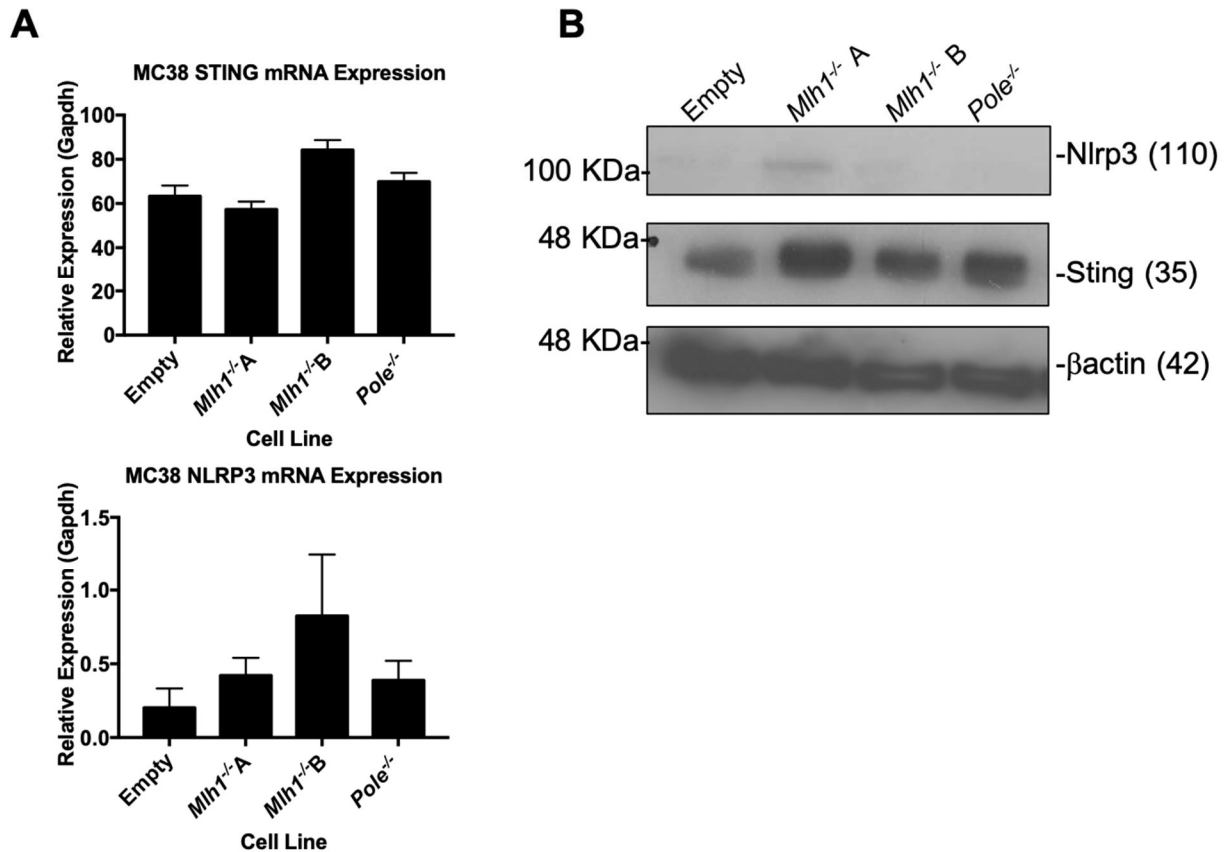 A
MC38 STING mRNA Expression
Relative Expression (Gapdh)
100
80
60
40
20
0
Empty
Mlh1-/-A
Mlh1-/-B
Pole-/-
Cell Line
MC38 NLRP3 mRNA Expression
Relative Expression (Gapdh)
1.5
1.0
0.5
0.0
Empty
Mlh1-/-A
Mlh1-/-B
Pole-/-
Cell Line
B
Empty
Mlh1-/- A
Mlh1-/- B
Pole-/-
100 KDa-
-Nlrp3 (110)
48 KDa-
-Sting (35)
48 KDa-
-βactin (42)